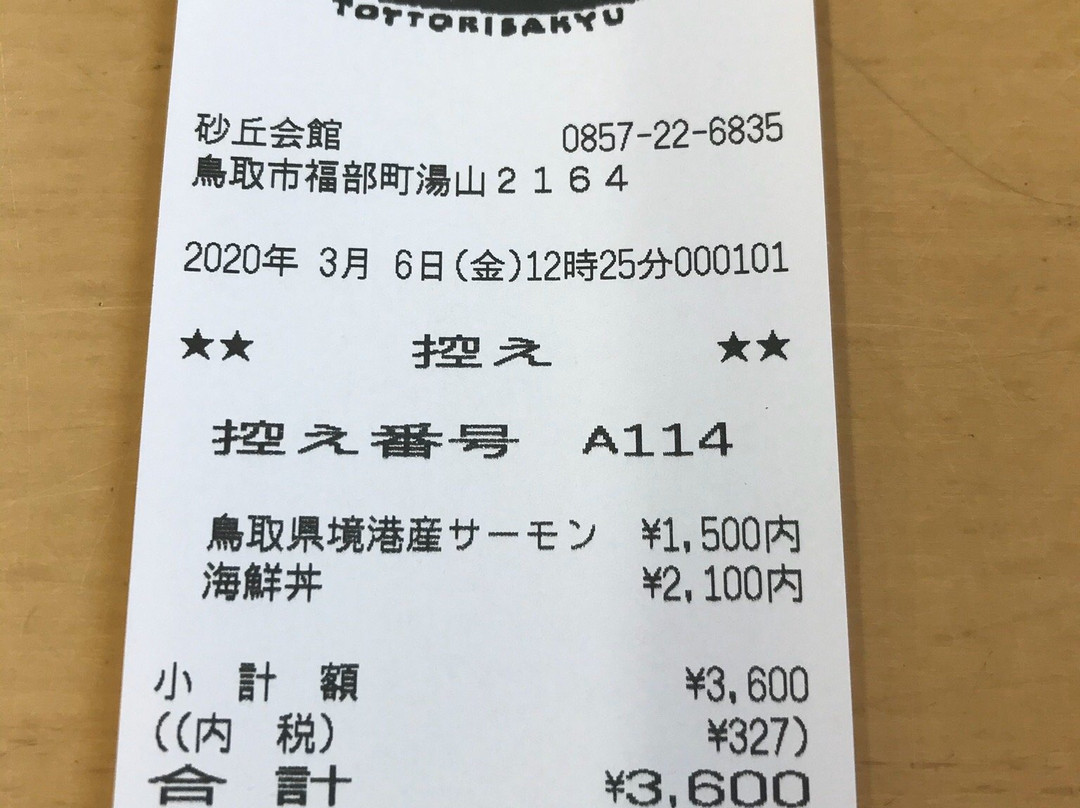 TOTTORISAKYU
砂丘会館 0857-22-6835
鳥取市福部町湯山2164
2020年 3月 6日(金)12時25分000101
★★ 控え ★★
控え番号 A114
鳥取県境港産サーモン ¥1,500内
海鮮丼 ¥2,100内
小 計 額 ¥3,600
((内 税) ¥327)
合 計 ¥3,600